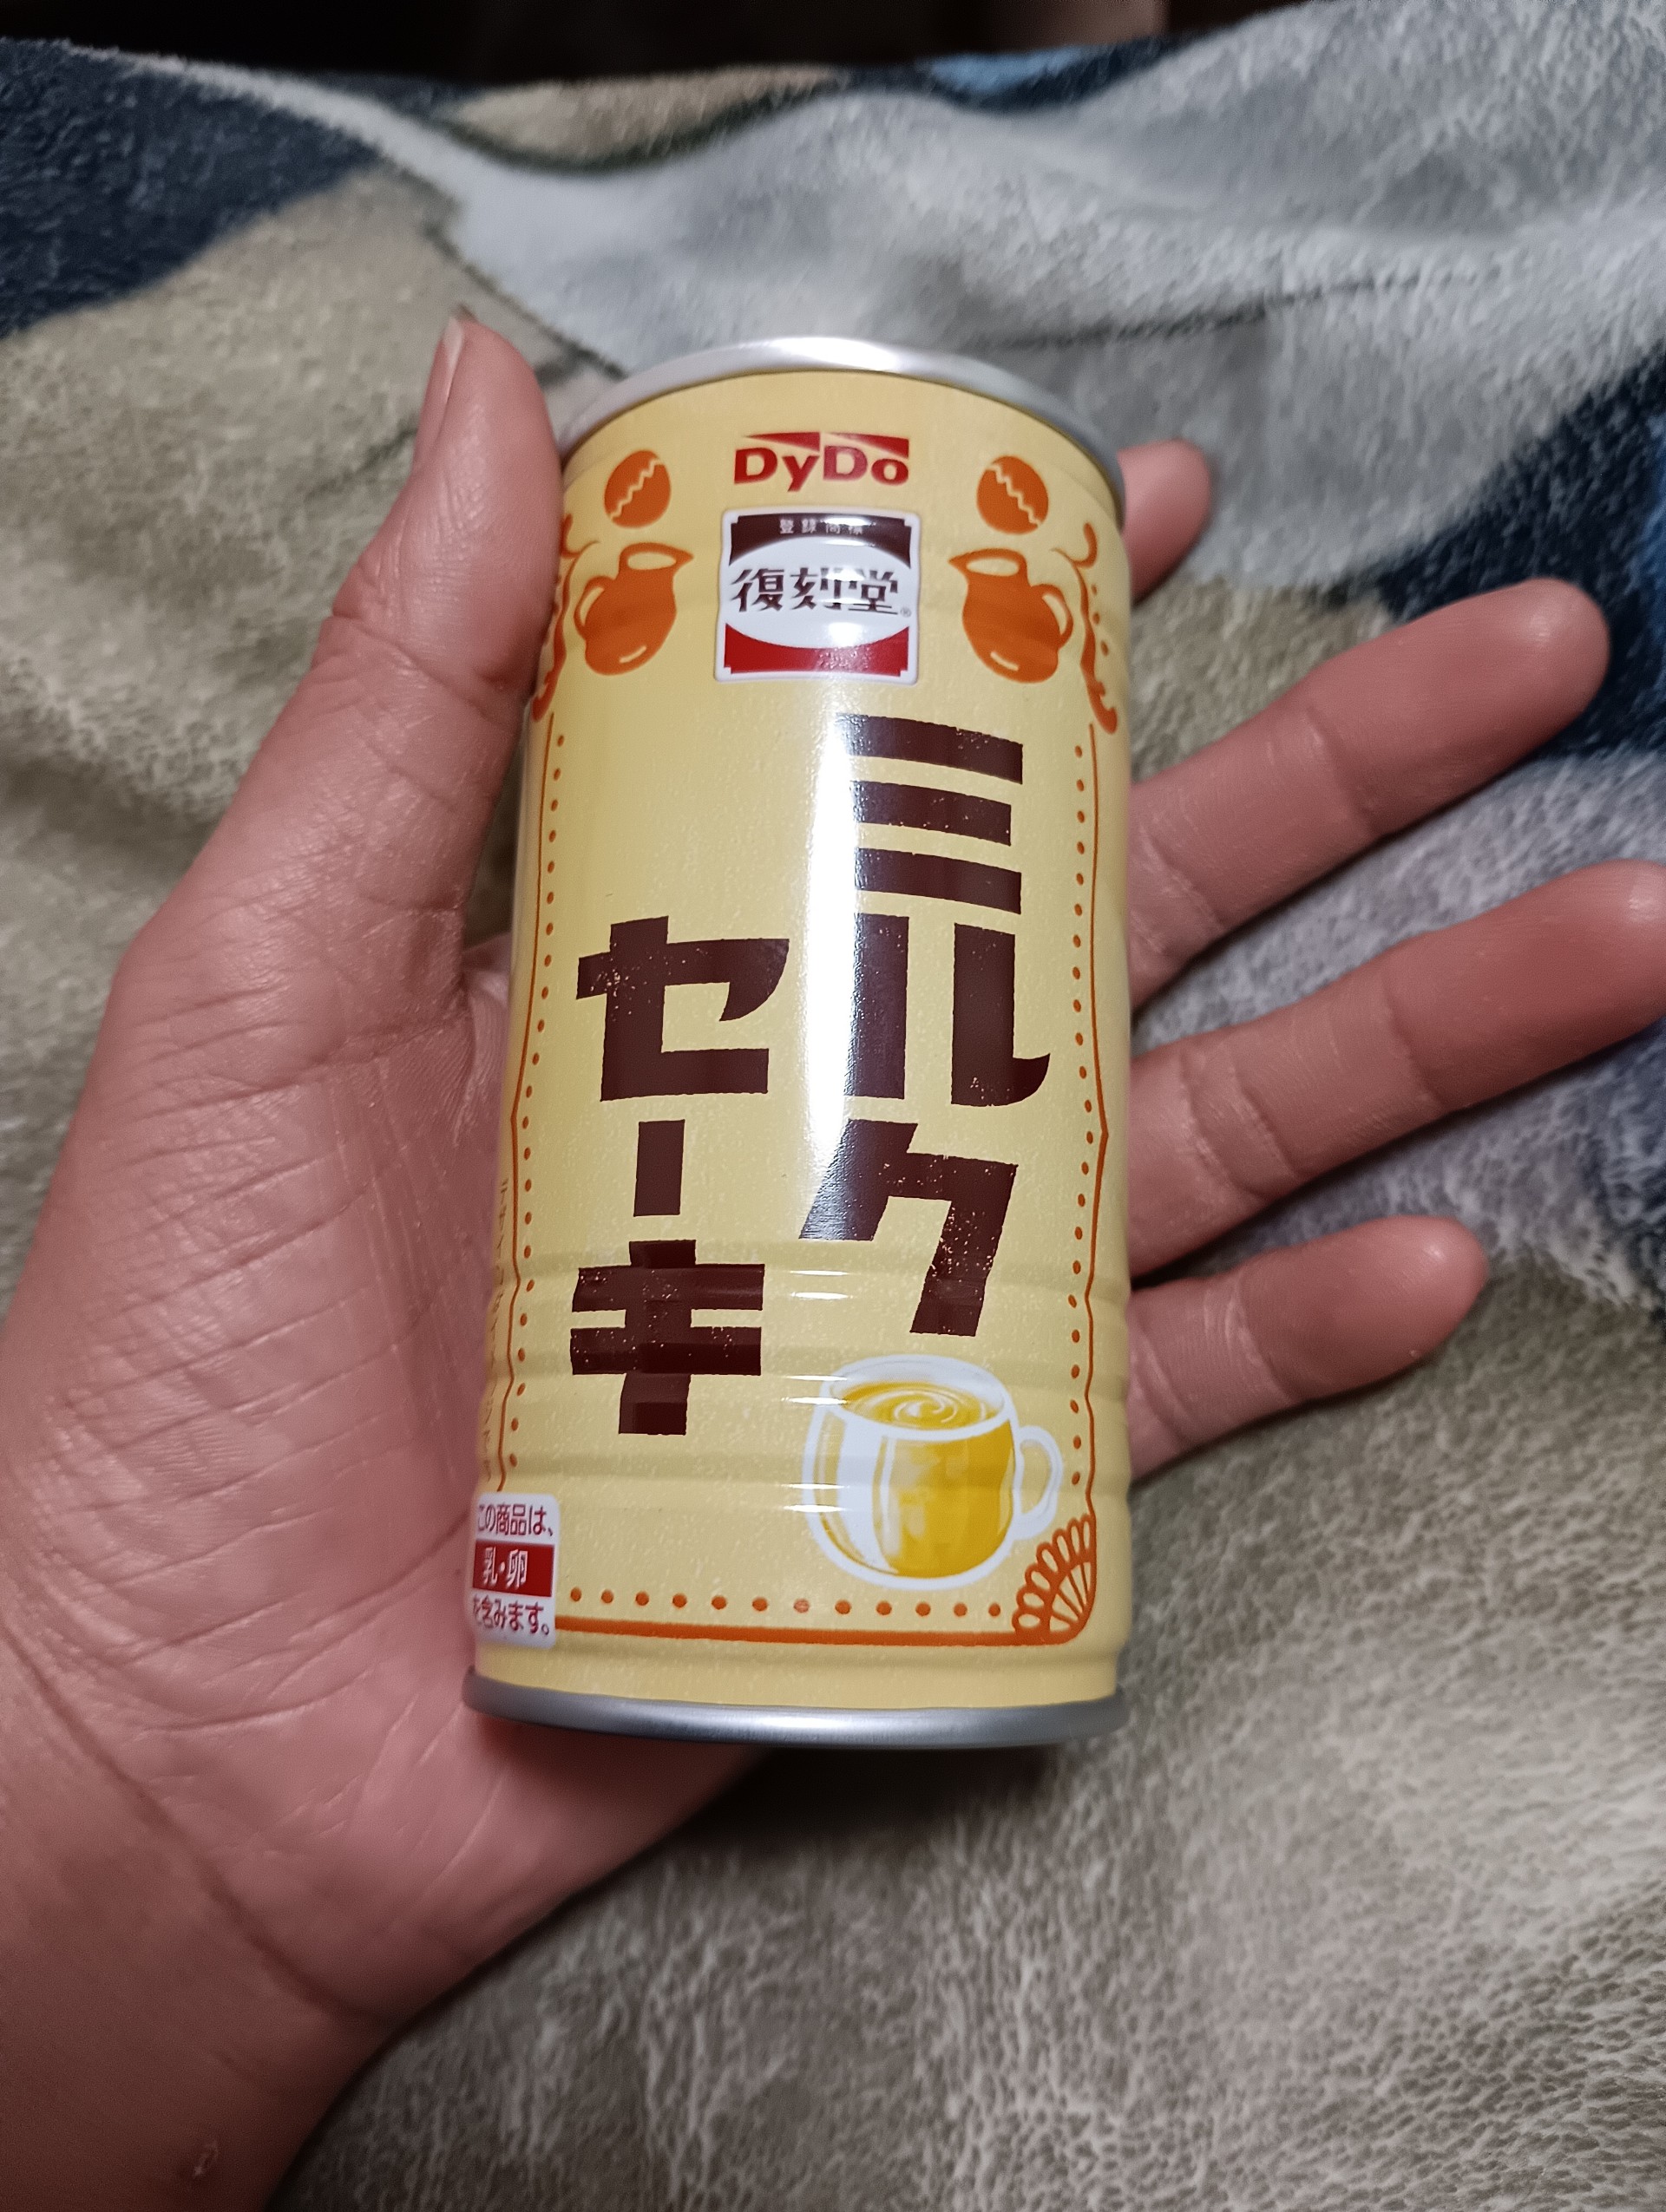 DyDo
登録商標
復刻堂®
ミルク
セーキ
この商品は、
乳・卵
を含みます。